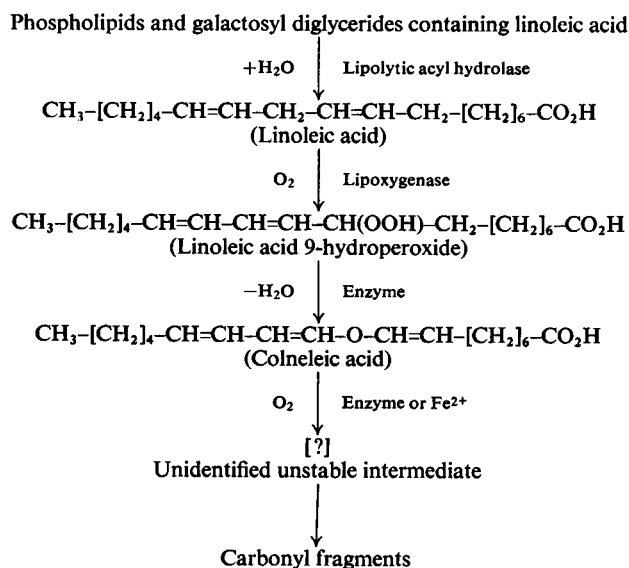 Phospholipids and galactosyl diglycerides containing linoleic acid
+H₂O Lipolytic acyl hydrolase
CH₃–[CH₂]₄–CH=CH–CH₂–CH=CH–CH₂–[CH₂]₆–CO₂H
(Linoleic acid)
O₂ Lipoxygenase
CH₃–[CH₂]₄–CH=CH–CH=CH–CH(OOH)–CH₂–[CH₂]₆–CO₂H
(Linoleic acid 9-hydroperoxide)
−H₂O Enzyme
CH₃–[CH₂]₄–CH=CH–CH=CH–O–CH=CH–[CH₂]₆–CO₂H
(Colneleic acid)
O₂ Enzyme or Fe²⁺
[?]
Unidentified unstable intermediate
Carbonyl fragments